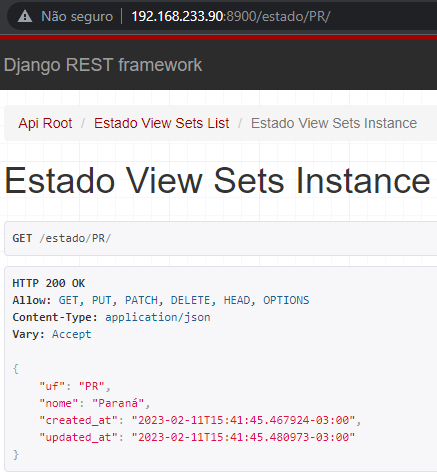 Não seguro | 192.168.233.90:8900/estado/PR/
Django REST framework
Api Root / Estado View Sets List / Estado View Sets Instance
Estado View Sets Instance
GET /estado/PR/
HTTP 200 OK
Allow: GET, PUT, PATCH, DELETE, HEAD, OPTIONS
Content-Type: application/json
Vary: Accept
{
"uf": "PR",
"nome": "Paraná",
"created_at": "2023-02-11T15:41:45.467924-03:00",
"updated_at": "2023-02-11T15:41:45.480973-03:00"
}